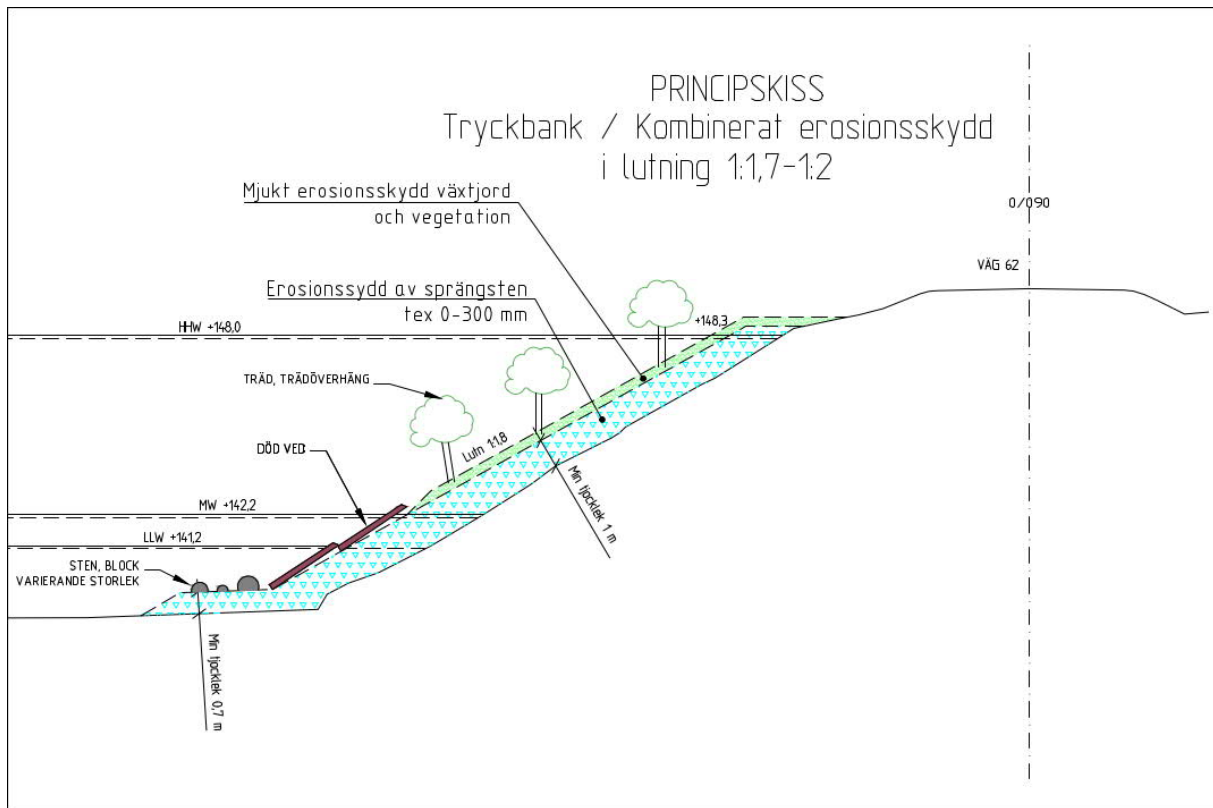 PRINCIPSKISS
Tryckbank / Kombinerat erosionsskydd
i lutning 1:1,7-1:2
Mjukt erosionsskydd växtjord
och vegetation
0/090
VÄG 62
Erosionssydd av sprängsten
tex 0-300 mm
HHW +148,0
+148,3
TRÄD, TRÄDÖVERHÄNG
Lutn 1:1,8
DÖD VED
Min tjocklek 1 m
MW +142,2
LLW +141,2
STEN, BLOCK
VARIERANDE STORLEK
Min tjocklek 0,7 m